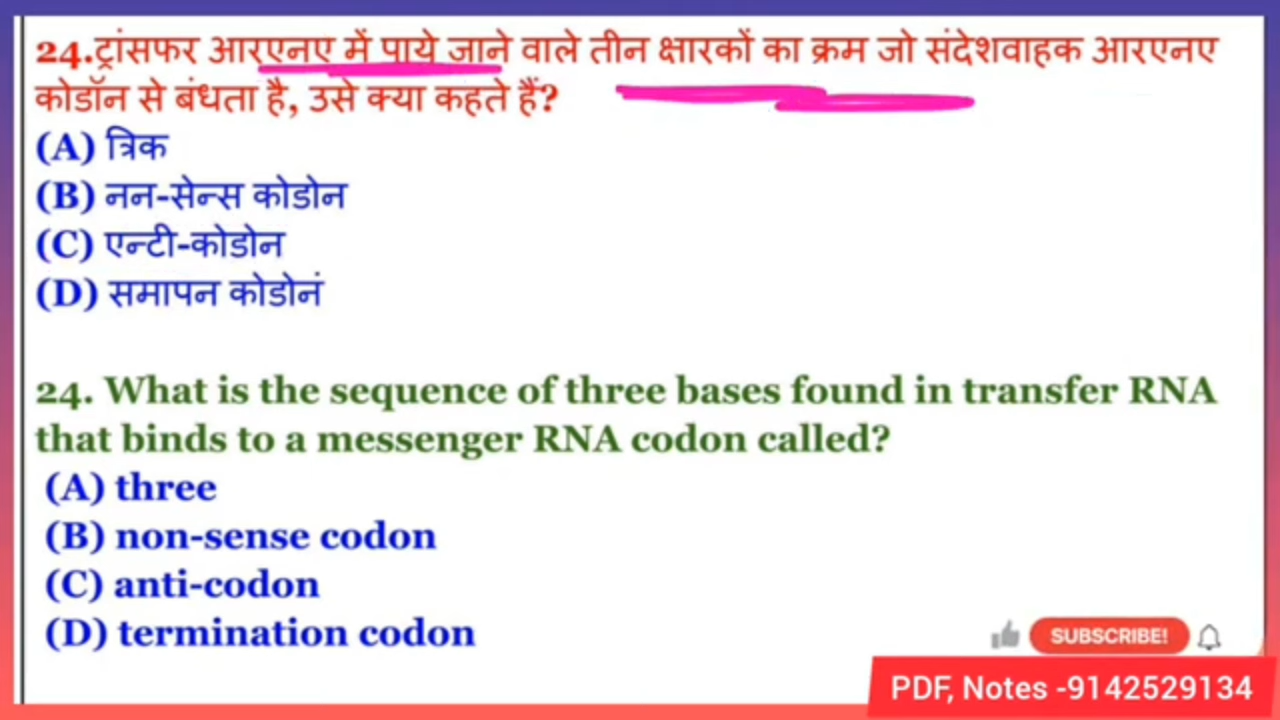 24.ट्रांसफर आरएनए में पाये जाने वाले तीन क्षारकों का क्रम जो संदेशवाहक आरएनए
कोडॉन से बंधता है, उसे क्या कहते हैं?
(A) त्रिक
(B) नन-सेन्स कोडोन
(C) एन्टी-कोडोन
(D) समापन कोडोनं
24. What is the sequence of three bases found in transfer RNA
that binds to a messenger RNA codon called?
(A) three
(B) non-sense codon
(C) anti-codon
(D) termination codon
SUBSCRIBE!
PDF, Notes -9142529134